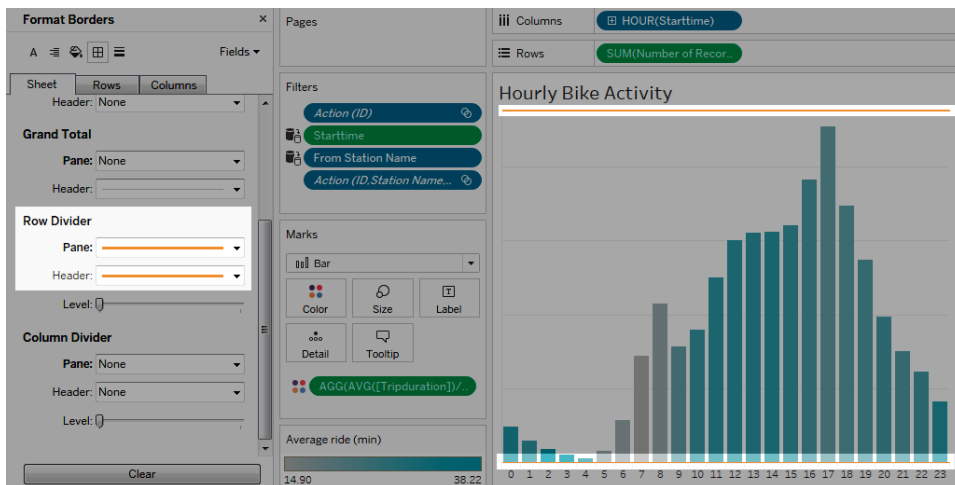 Format Borders ×
A Fields
Sheet Rows Columns
Header: None
Grand Total
Pane: None
Header:
Row Divider
Pane:
Header:
Level:
Column Divider
Pane: None
Header: None
Level:
Clear
Pages
Filters
Action (ID)
Starttime
From Station Name
Action (ID,Station Name,..
Marks
Bar
Color Size Label
Detail Tooltip
AGG(AVG([Tripduration])/..
Average ride (min)
14.90 38.22
iii Columns HOUR(Starttime)
Rows SUM(Number of Recor..
Hourly Bike Activity
0 1 2 3 4 5 6 7 8 9 10 11 12 13 14 15 16 17 18 19 20 21 22 23